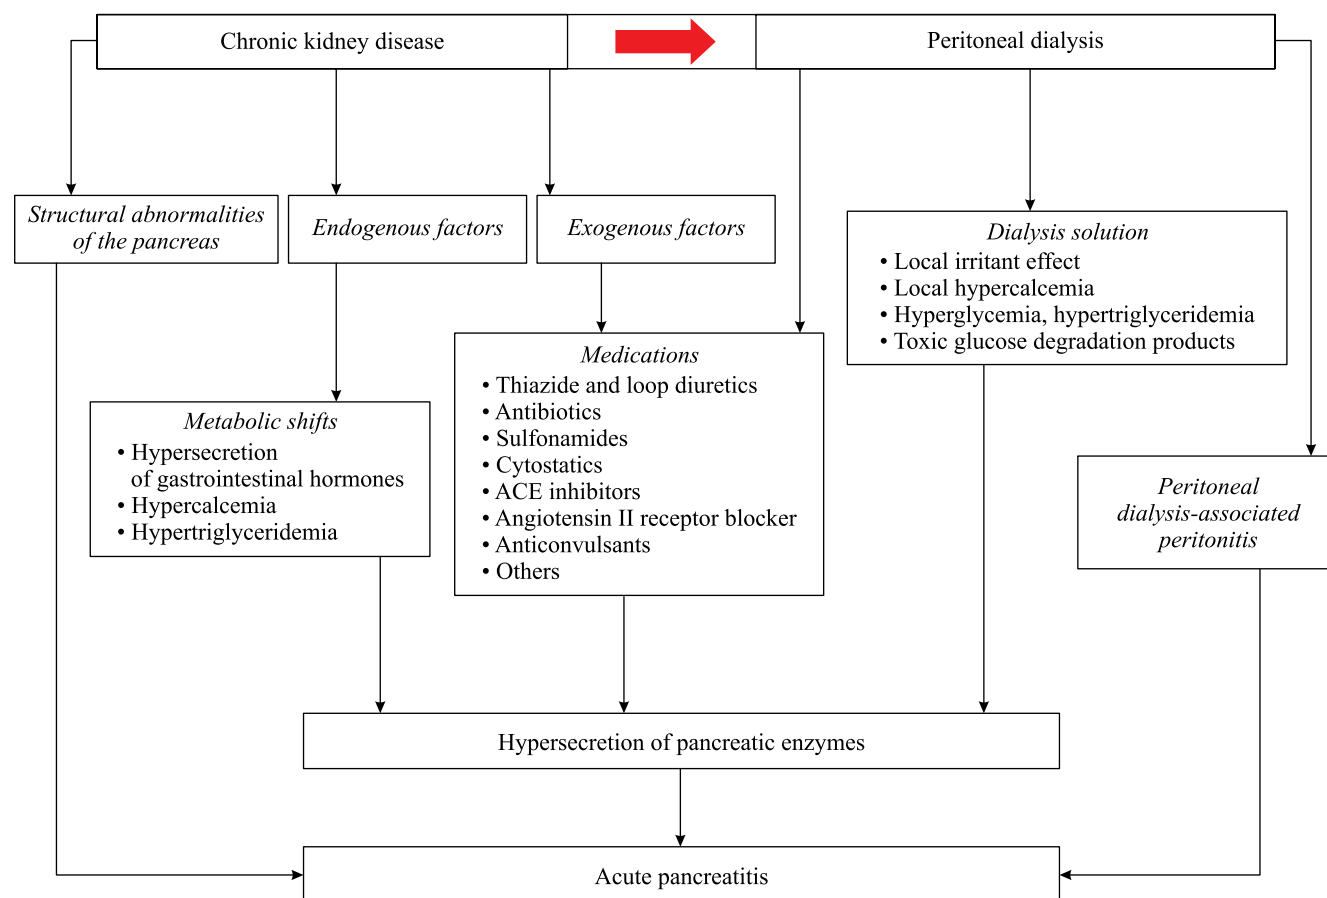 Chronic kidney disease
Peritoneal dialysis
Structural abnormalities
of the pancreas
Endogenous factors
Exogenous factors
Dialysis solution
• Local irritant effect
• Local hypercalcemia
• Hyperglycemia, hypertriglyceridemia
• Toxic glucose degradation products
Medications
• Thiazide and loop diuretics
• Antibiotics
• Sulfonamides
• Cytostatics
• ACE inhibitors
• Angiotensin II receptor blocker
• Anticonvulsants
• Others
Metabolic shifts
• Hypersecretion
of gastrointestinal hormones
• Hypercalcemia
• Hypertriglyceridemia
Peritoneal
dialysis-associated
peritonitis
Hypersecretion of pancreatic enzymes
Acute pancreatitis